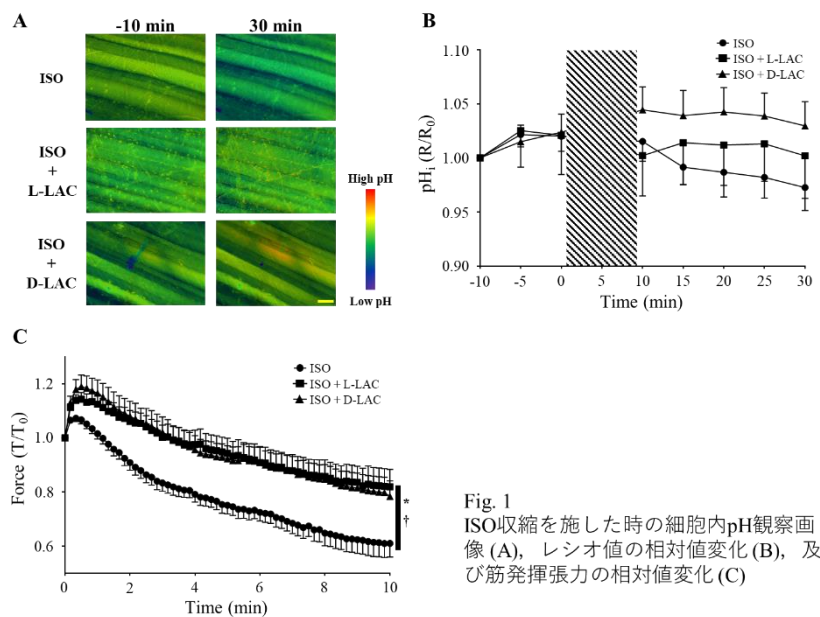 A
-10 min
30 min
ISO
ISO
+
L-LAC
ISO
+
D-LAC
High pH
Low pH
B
ISO
ISO + L-LAC
ISO + D-LAC
pHi (R/R0)
1.10
1.05
1.00
0.95
0.90
-10 -5 0 5 10 15 20 25 30
Time (min)
C
ISO
ISO + L-LAC
ISO + D-LAC
Force (T/T0)
1.2
1.0
0.8
0.6
*
†
0 2 4 6 8 10
Time (min)
Fig. 1
ISO収縮を施した時の細胞内pH観察画
像 (A), レシオ値の相対値変化 (B), 及
び筋発揮張力の相対値変化 (C)